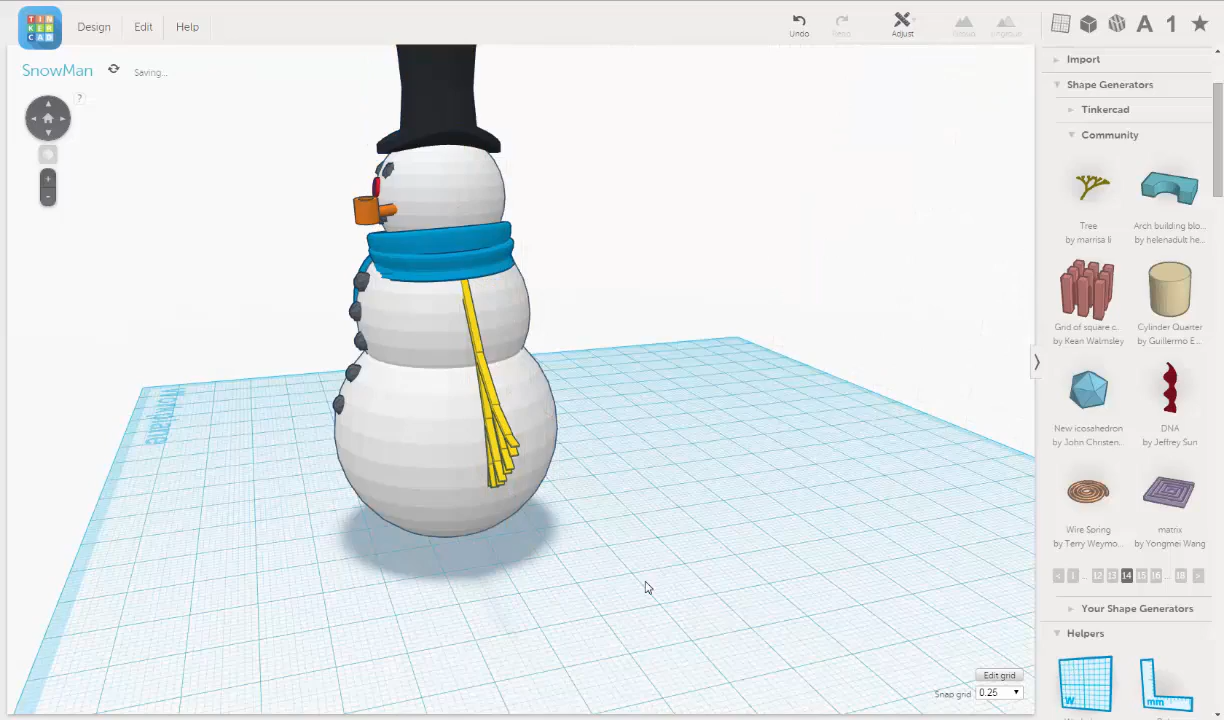 TIN
KER
CAD
Design
Edit
Help
Undo
Redo
Adjust
Group
Ungroup
A
1
SnowMan
Saving...
?
+
-
Workplane
Import
Shape Generators
Tinkercad
Community
Tree
by marrisa li
Arch building blo...
by helenadult he...
Grid of square c.
by Kean Walmsley
Cylinder Quarter
by Guillermo E...
New icosahedron
by John Christen..
DNA
by Jeffrey Sun
Wire Spring
by Terry Weymo...
matrix
by Yongmei Wang
< 1 ... 12 13 14 15 16 ... 18 >
Your Shape Generators
Helpers
W
mm
Edit grid
Snap grid 0.25